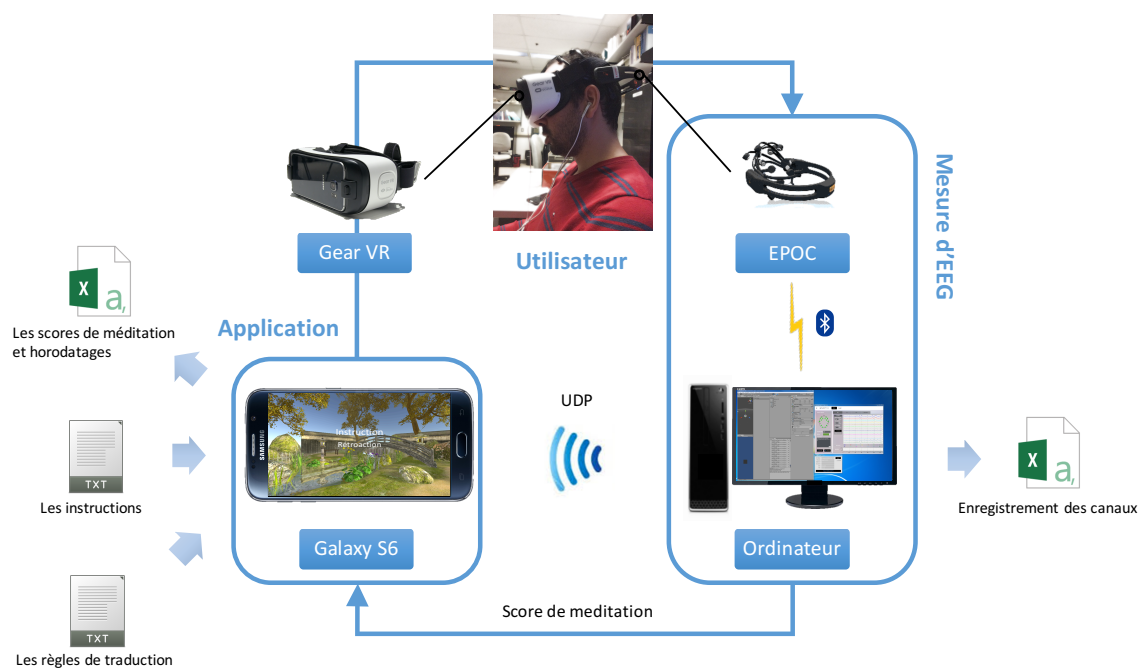 Gear VR
Utilisateur
EPOC
Mesure d'EEG
X
a,
Les scores de méditation
et horodatages
Application
SAMSUNG
Instruction
Rétroaction
Galaxy S6
UDP
Ordinateur
X
a,
Enregistrement des canaux
TXT
Les instructions
TXT
Les règles de traduction
Score de meditation